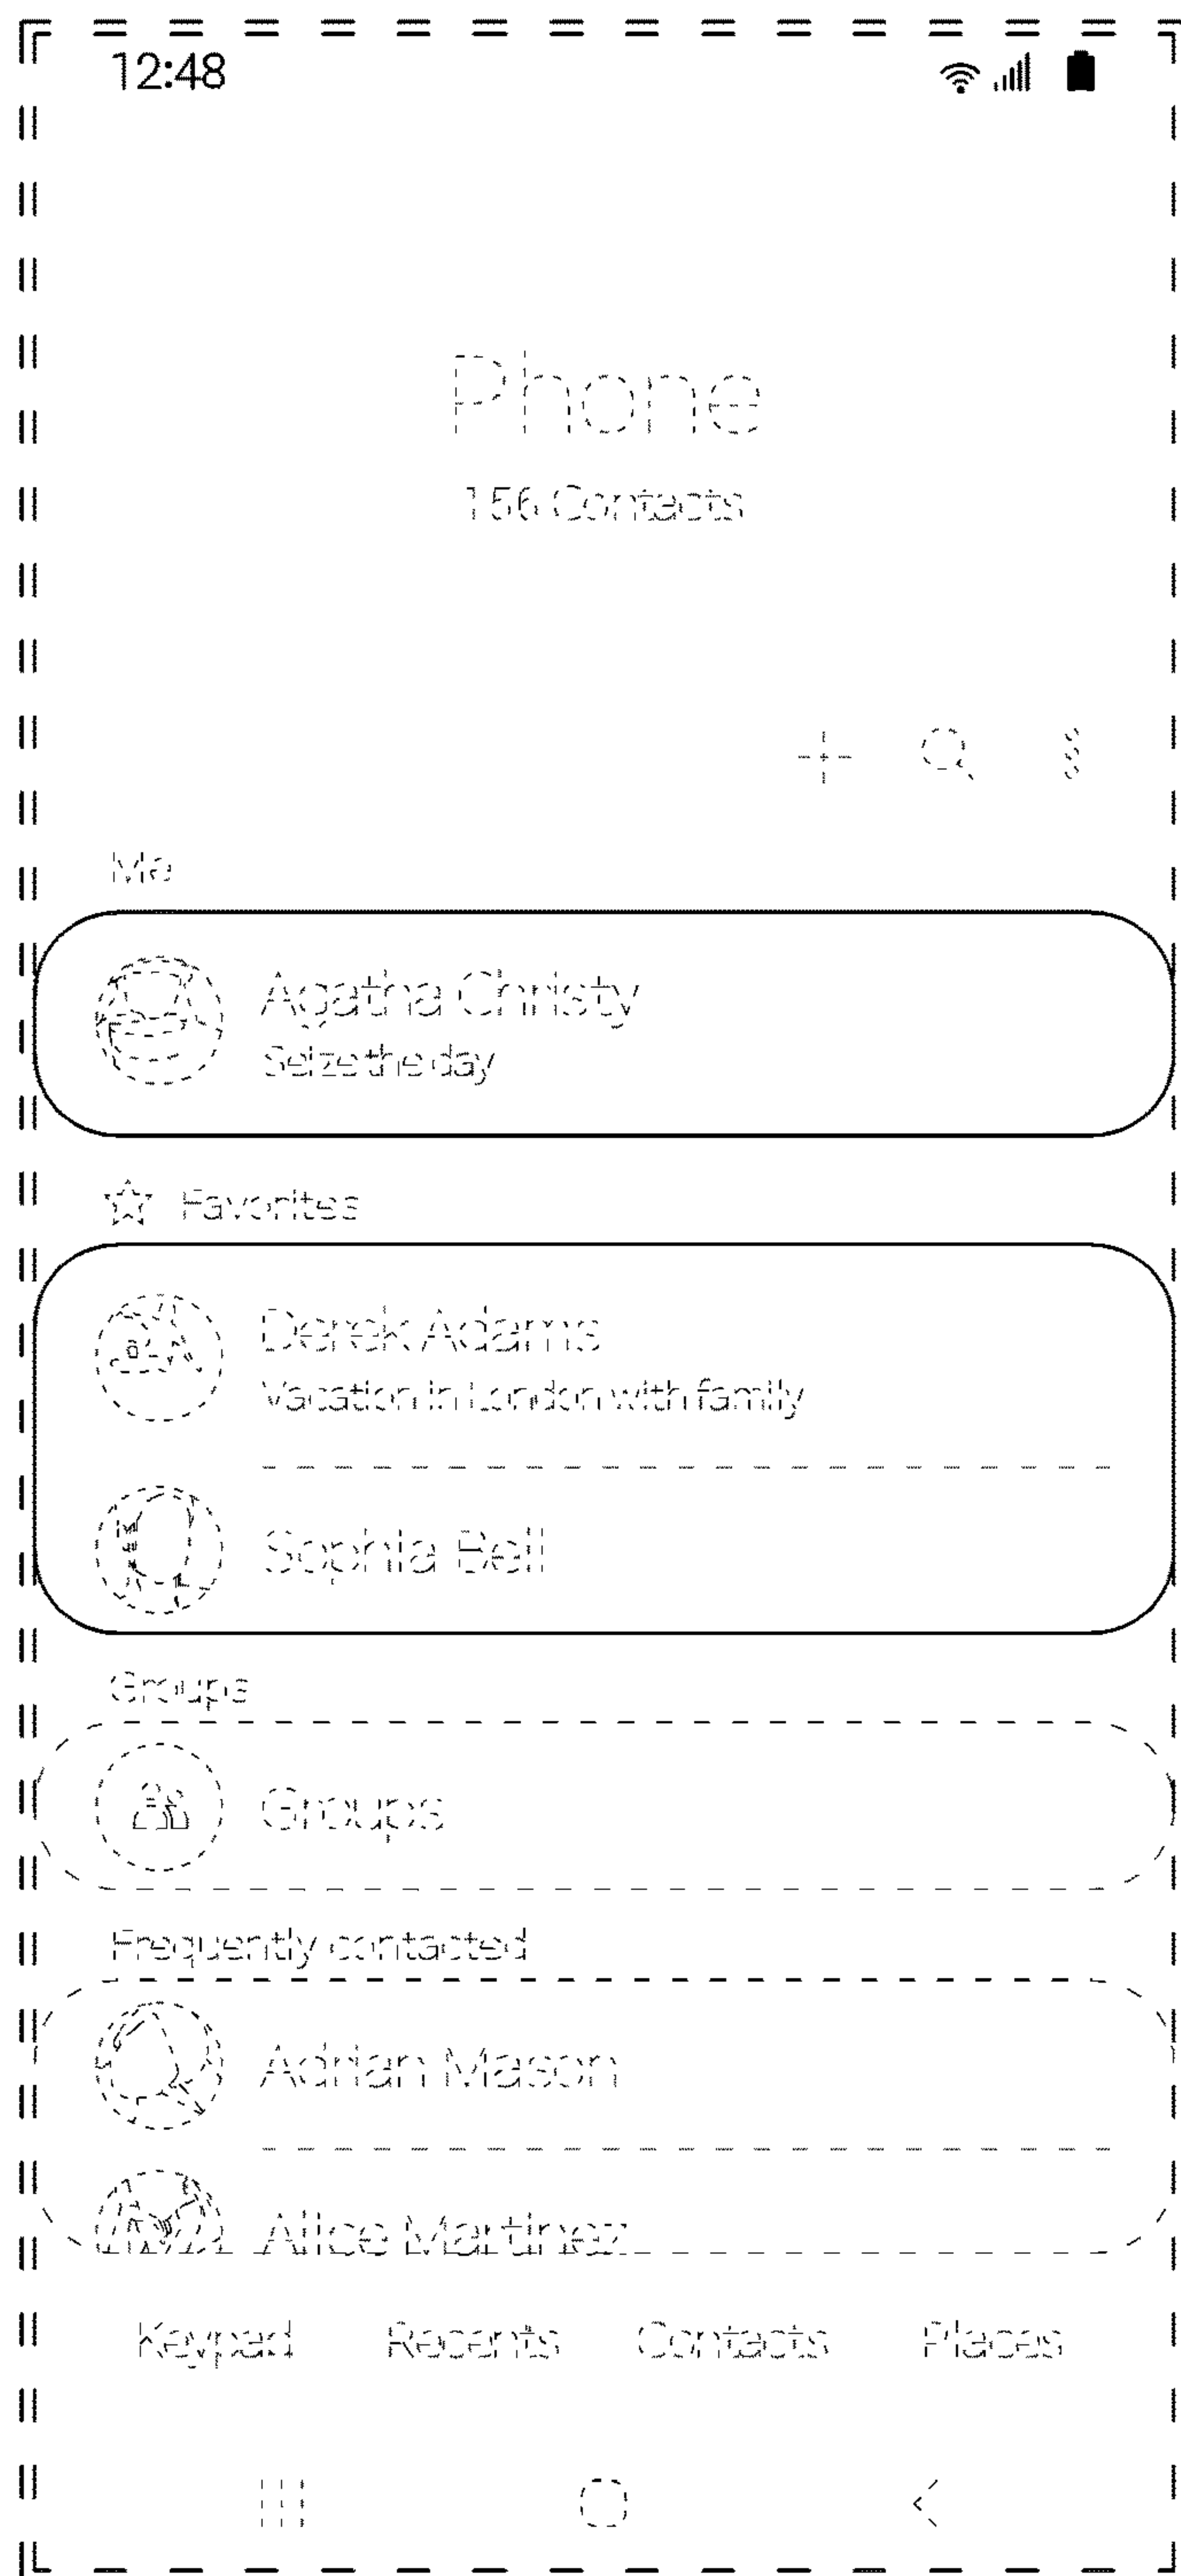 12:48
Phone
156 Contacts
Me
Agatha Christy
Seize the day
Favorites
Derek Adams
Vacation in London with family
Sophia Bell
Groups
Groups
Frequently contacted
Adrian Mason
Alice Martinez
Keypad Recents Contacts Places